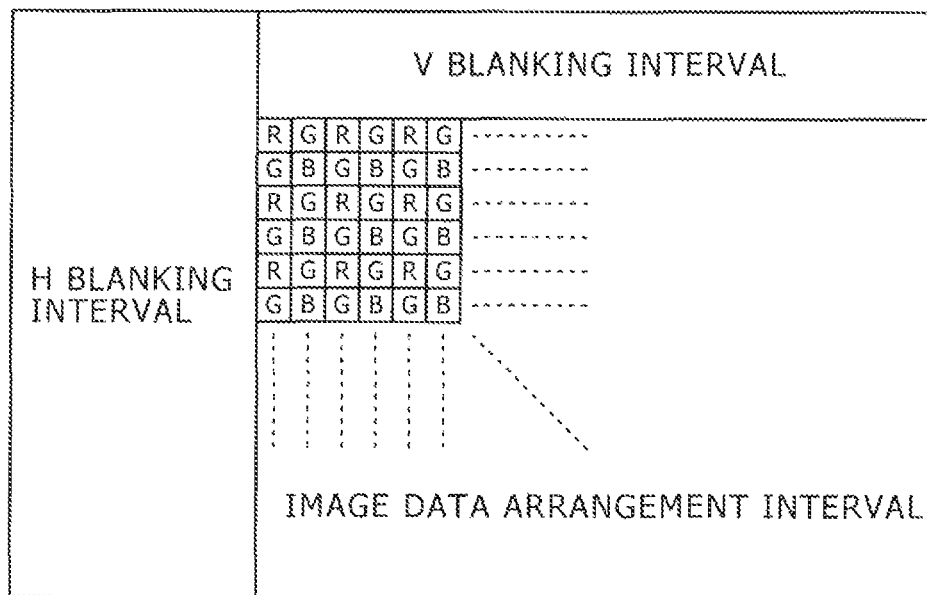 V BLANKING INTERVAL
R G R G R G
G B G B G B
R G R G R G
G B G B G B
R G R G R G
G B G B G B
H BLANKING
INTERVAL
IMAGE DATA ARRANGEMENT INTERVAL